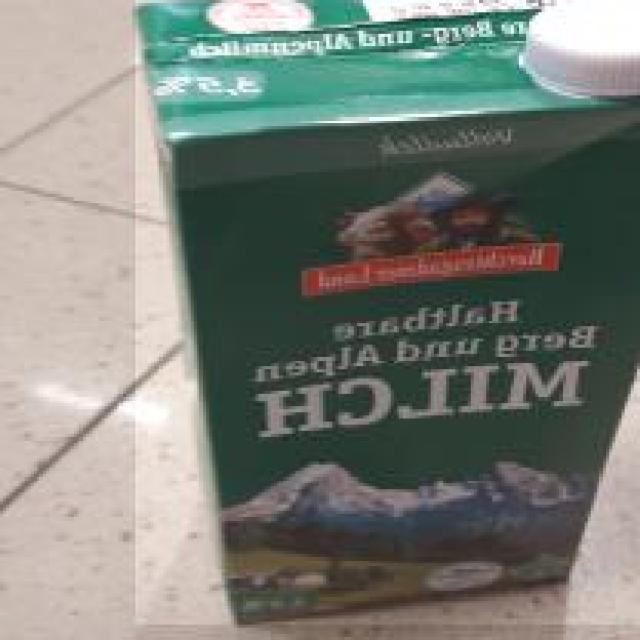 Berg- und Alpenmilch
3,5%
Berchtesgadener Land
Haltbare
Berg und Alpen
MILCH